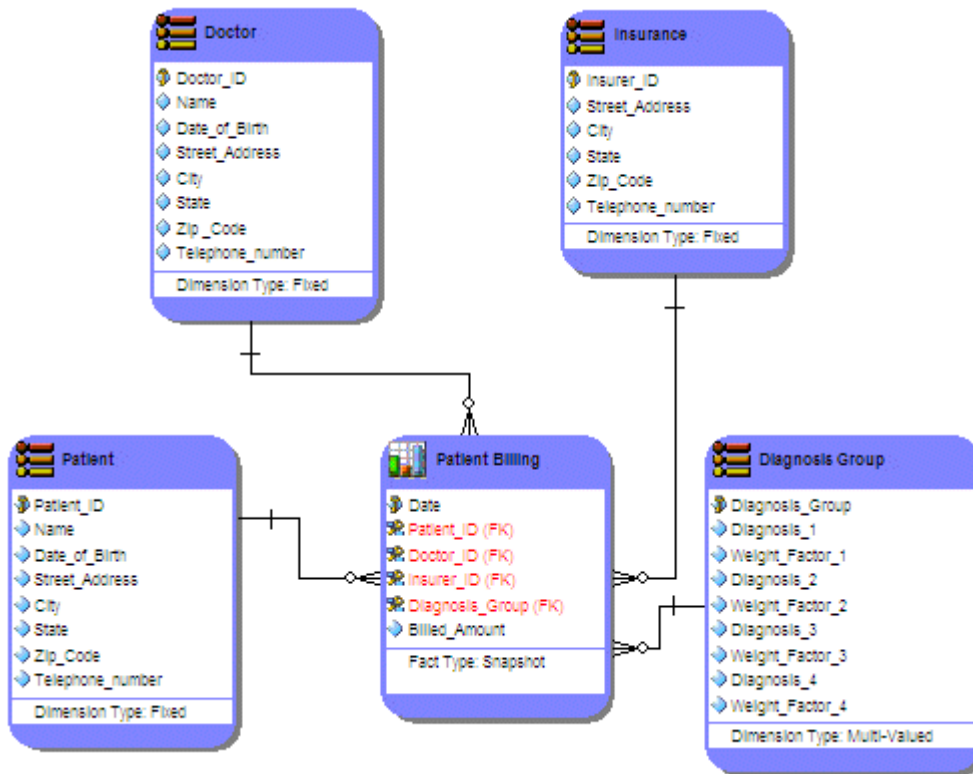 Doctor
Doctor_ID
Name
Date_of_Birth
Street_Address
City
State
Zip _Code
Telephone_number
Dimension Type: Fixed
Insurance
Insurer_ID
Street_Address
City
State
Zip_Code
Telephone_number
Dimension Type: Fixed
Patient
Patient_ID
Name
Date_of_Birth
Street_Address
City
State
Zip_Code
Telephone_number
Dimension Type: Fixed
Patient Billing
Date
Patient_ID (FK)
Doctor_ID (FK)
Insurer_ID (FK)
Diagnosis_Group (FK)
Billed_Amount
Fact Type: Snapshot
Diagnosis Group
Diagnosis_Group
Diagnosis_1
Weight_Factor_1
Diagnosis_2
Weight_Factor_2
Diagnosis_3
Weight_Factor_3
Diagnosis_4
Weight_Factor_4
Dimension Type: Multi-Valued